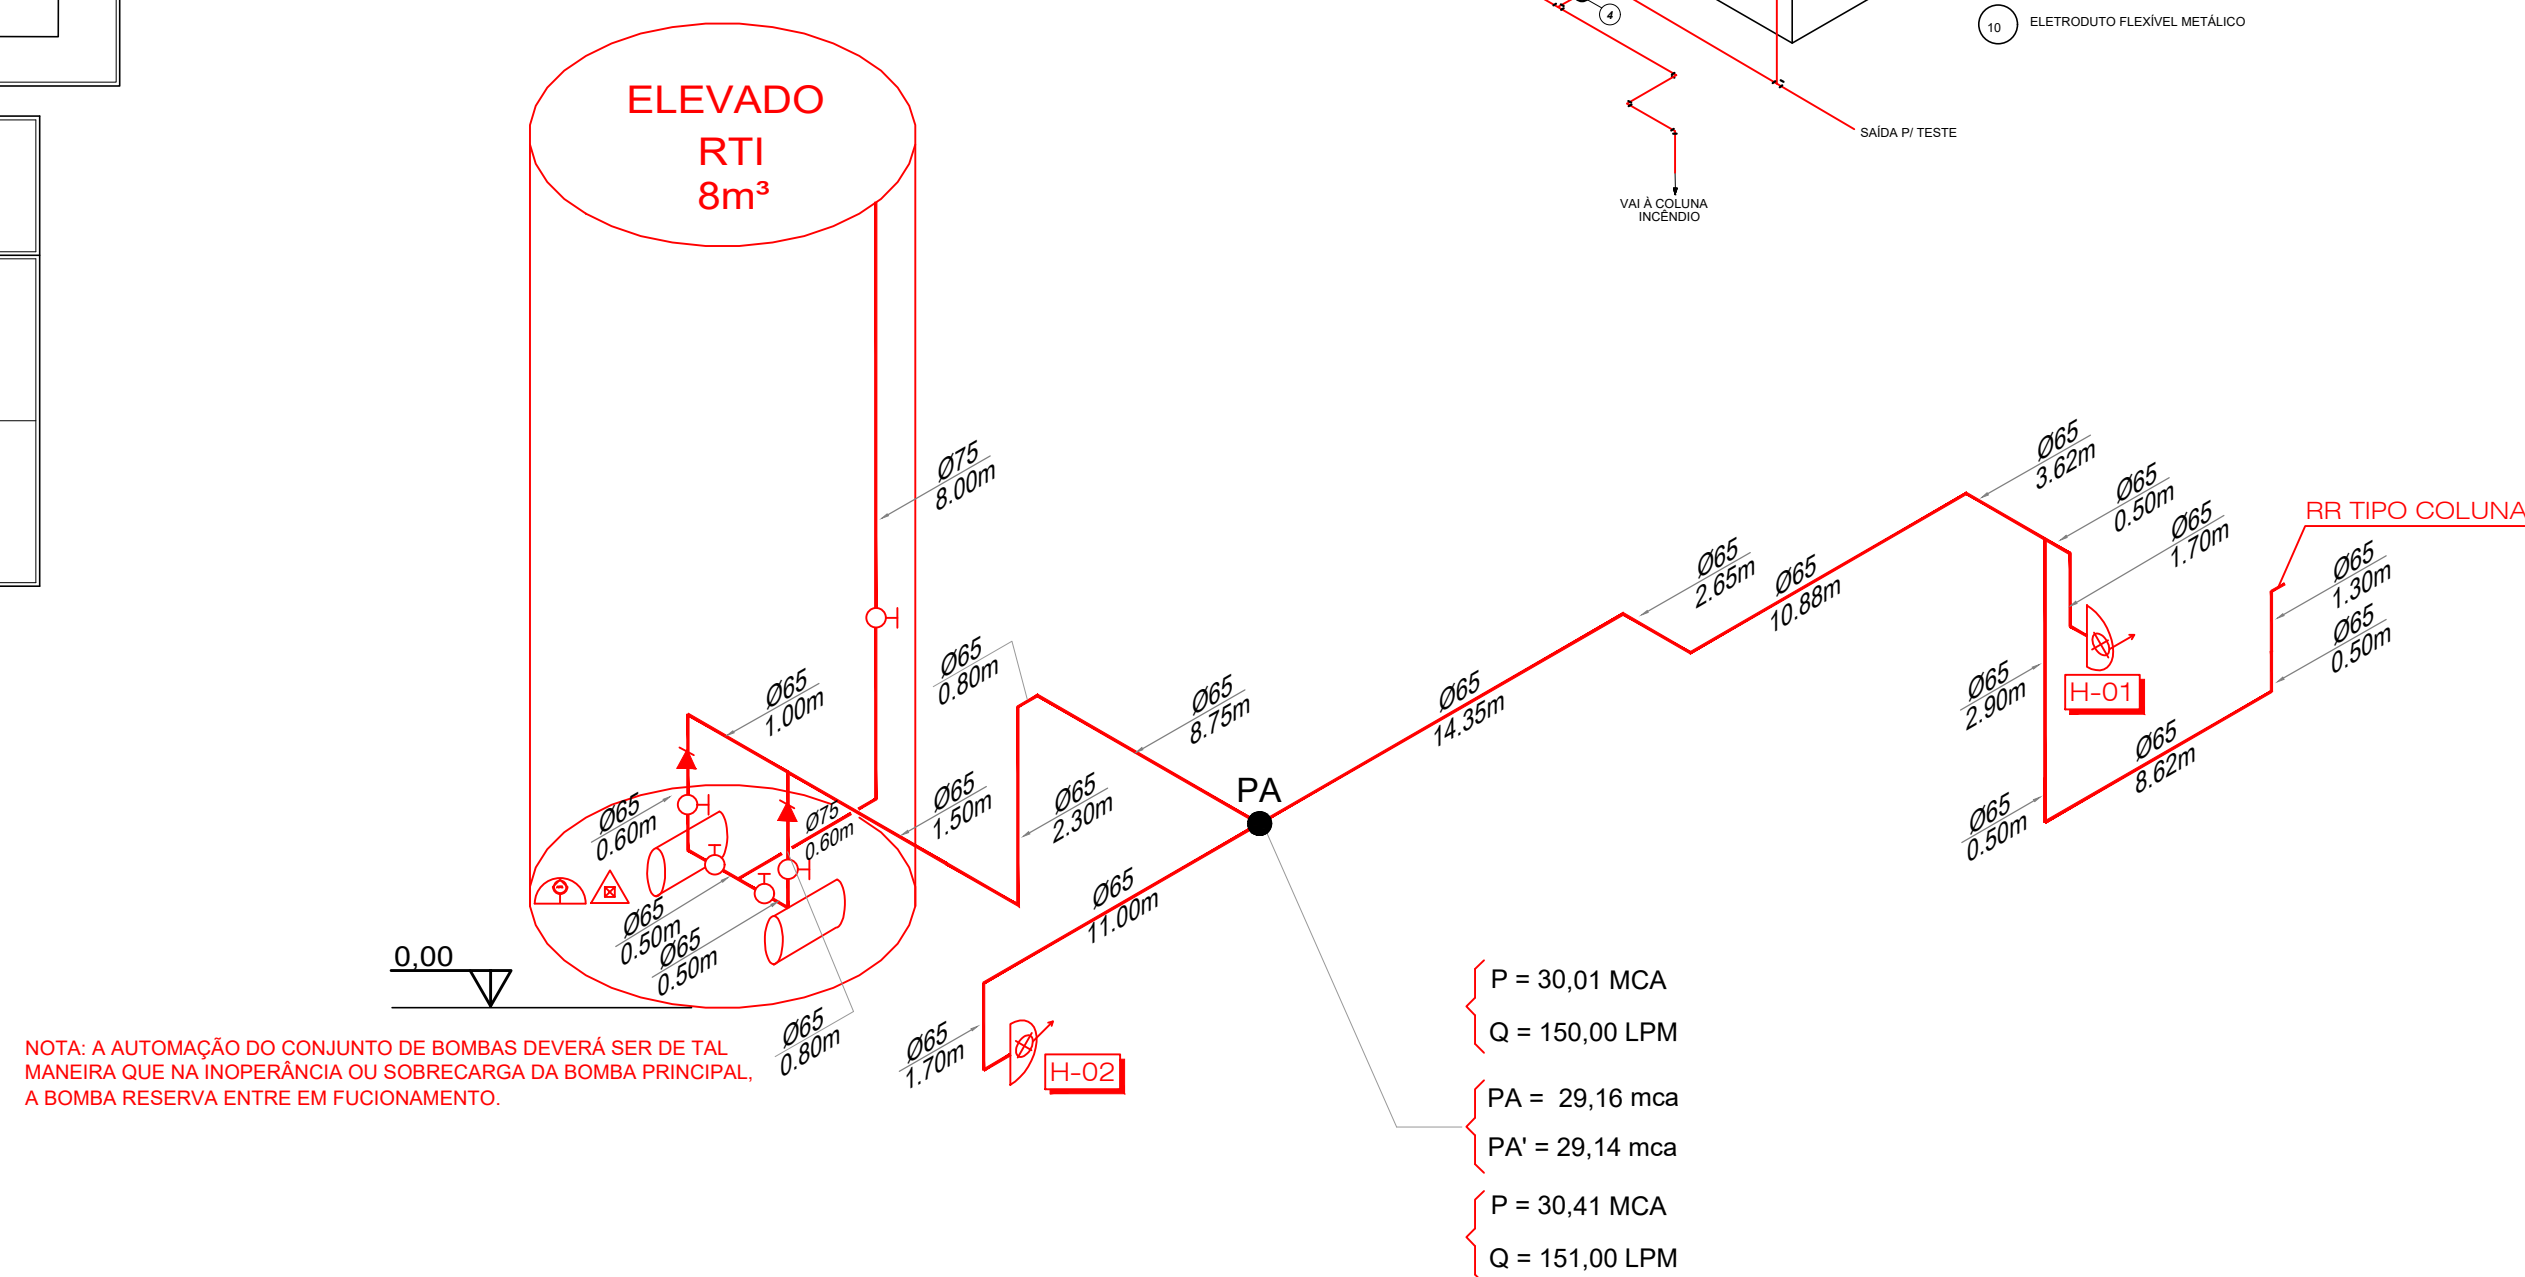 4
10
ELETRODUTO FLEXÍVEL METÁLICO
SAÍDA P/ TESTE
VAI À COLUNA
INCÊNDIO
ELEVADO
RTI
8m³
Ø75
8.00m
Ø65
3.62m
Ø65
0.50m
Ø65
1.70m
RR TIPO COLUNA
Ø65
1.30m
Ø65
0.50m
Ø65
2.65m
Ø65
10.88m
Ø65
0.80m
Ø65
1.00m
Ø65
8.75m
Ø65
14.35m
Ø65
2.90m
H-01
Ø65
8.62m
Ø65
0.50m
PA
Ø65
0.60m
Ø75
0.60m
Ø65
1.50m
Ø65
2.30m
Ø65
11.00m
Ø65
0.50m
Ø65
0.50m
0,00
Ø65
0.80m
Ø65
1.70m
H-02
NOTA: A AUTOMAÇÃO DO CONJUNTO DE BOMBAS DEVERÁ SER DE TAL
MANEIRA QUE NA INOPERÂNCIA OU SOBRECARGA DA BOMBA PRINCIPAL,
A BOMBA RESERVA ENTRE EM FUCIONAMENTO.
P = 30,01 MCA
Q = 150,00 LPM
PA = 29,16 mca
PA' = 29,14 mca
P = 30,41 MCA
Q = 151,00 LPM